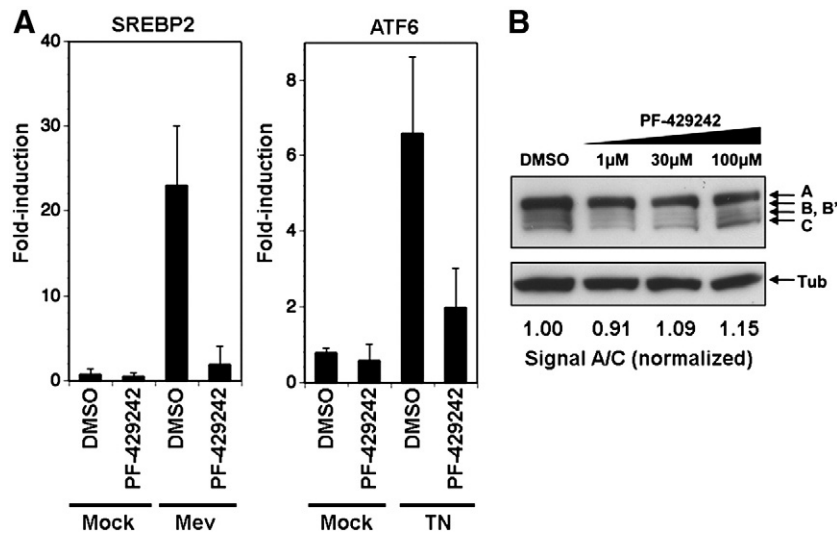 A
SREBP2
Fold-induction
40
30
20
10
0
DMSO
PF-429242
DMSO
PF-429242
Mock
Mev
ATF6
Fold-induction
8
6
4
2
0
DMSO
PF-429242
DMSO
PF-429242
Mock
TN
B
PF-429242
DMSO 1µM 30µM 100µM
A
B, B'
C
Tub
1.00 0.91 1.09 1.15
Signal A/C (normalized)